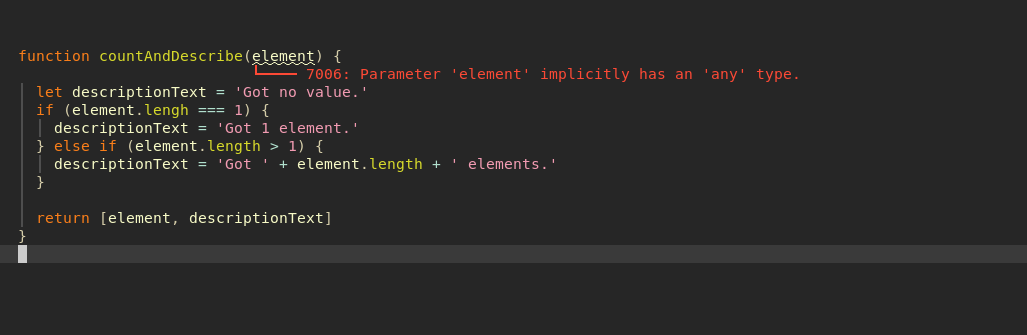 function countAndDescribe(element) {
7006: Parameter 'element' implicitly has an 'any' type.
let descriptionText = 'Got no value.'
if (element.lengh === 1) {
descriptionText = 'Got 1 element.'
} else if (element.length > 1) {
descriptionText = 'Got ' + element.length + ' elements.'
}
return [element, descriptionText]
}